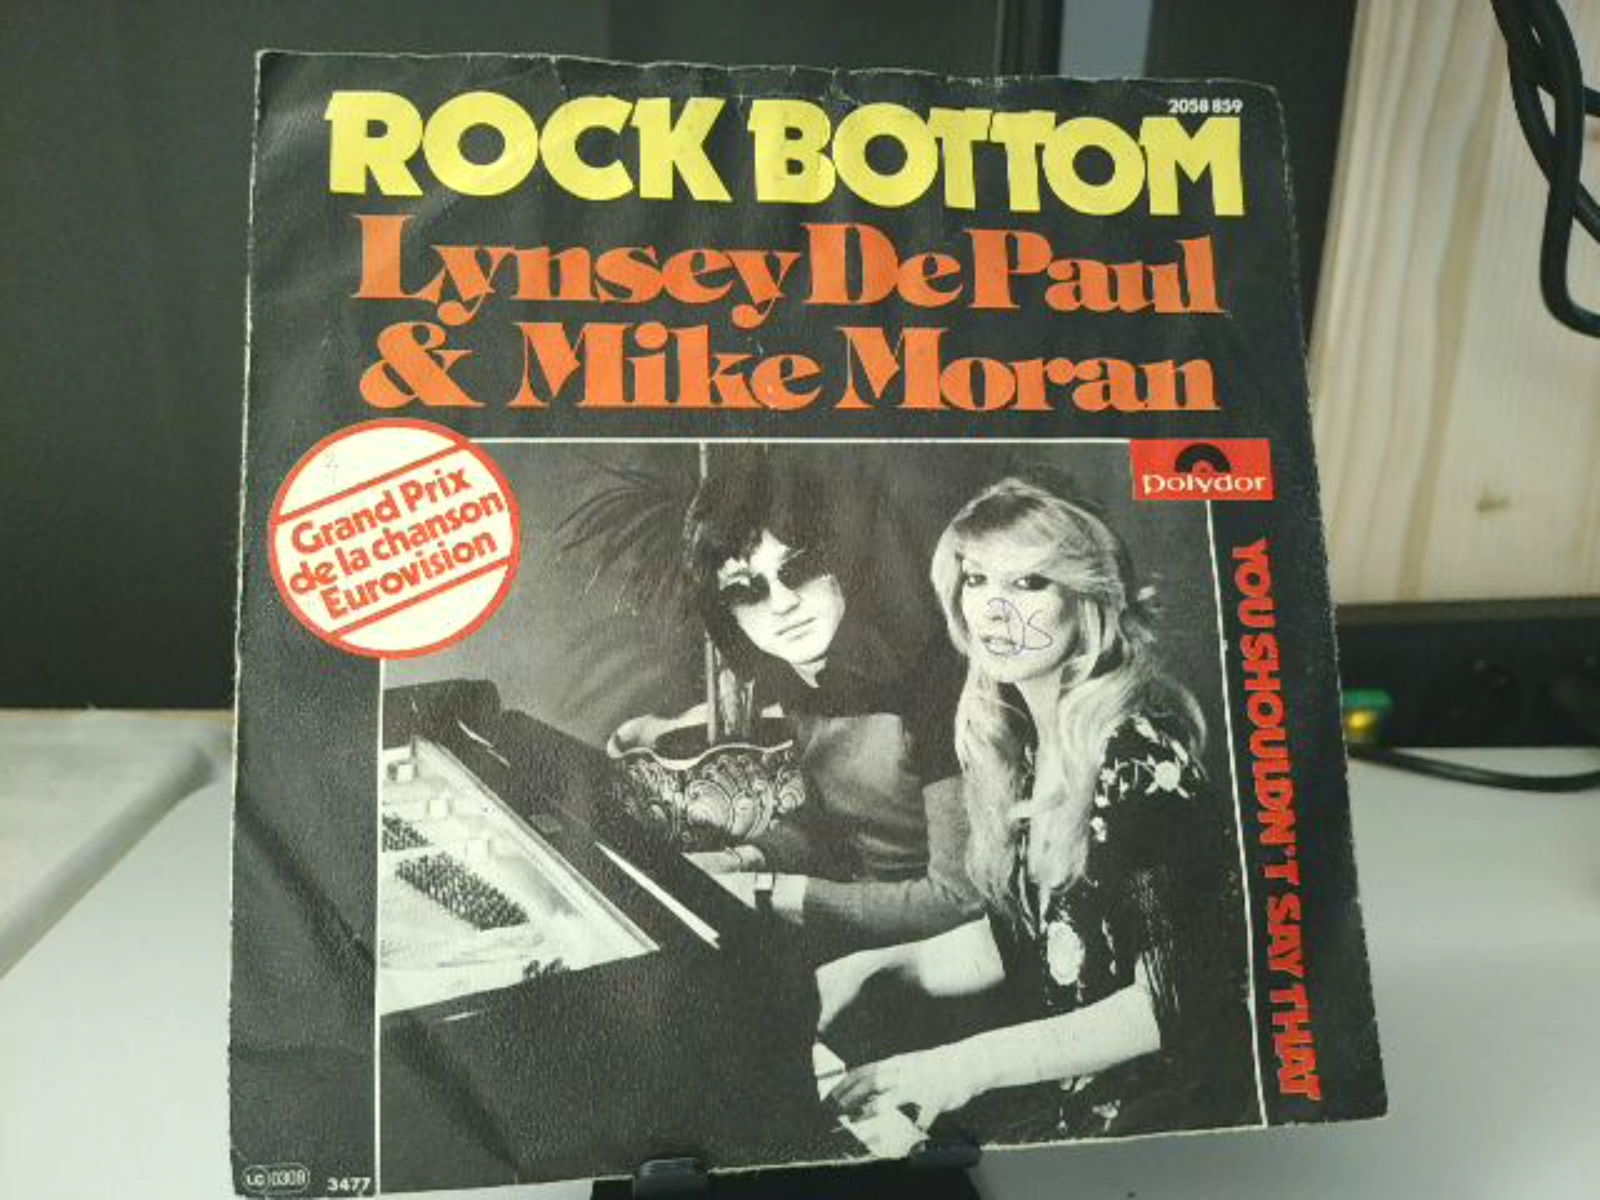 2058 859
ROCK BOTTOM
Lynsey De Paul
& Mike Moran
Grand Prix
de la chanson
Eurovision
polydor
YOU SHOULDN'T SAY THAT
DS
LC 0309
3477